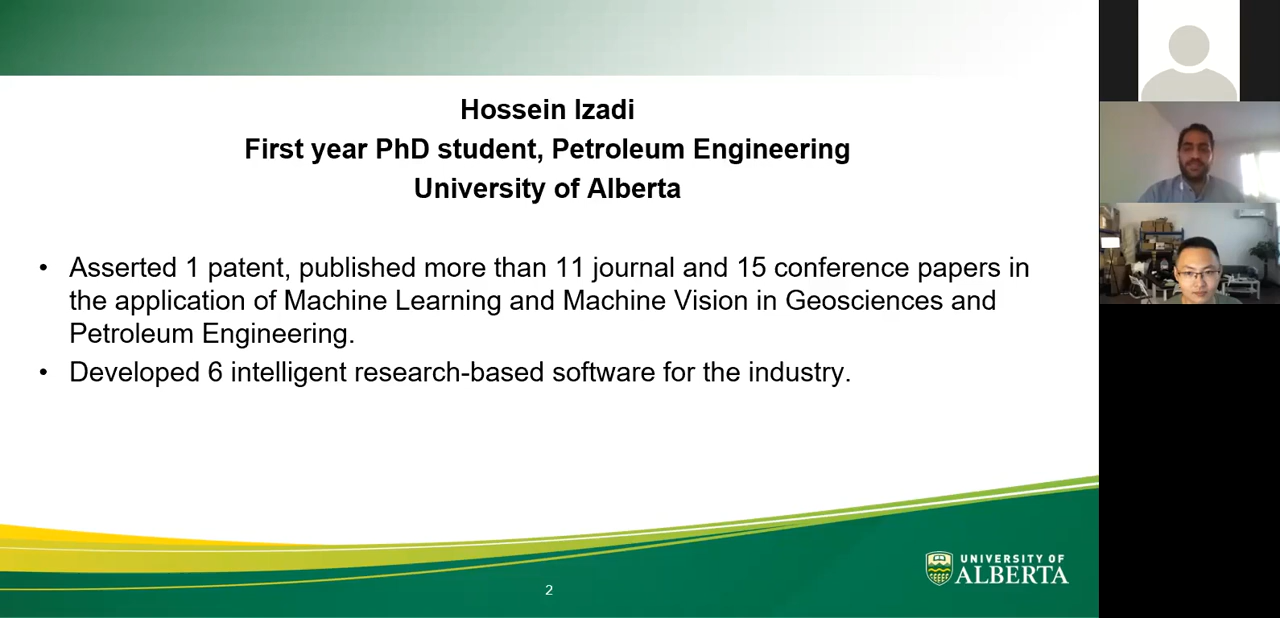 Hossein Izadi
First year PhD student, Petroleum Engineering
University of Alberta
• Asserted 1 patent, published more than 11 journal and 15 conference papers in
the application of Machine Learning and Machine Vision in Geosciences and
Petroleum Engineering.
• Developed 6 intelligent research-based software for the industry.
2
UNIVERSITY OF
ALBERTA